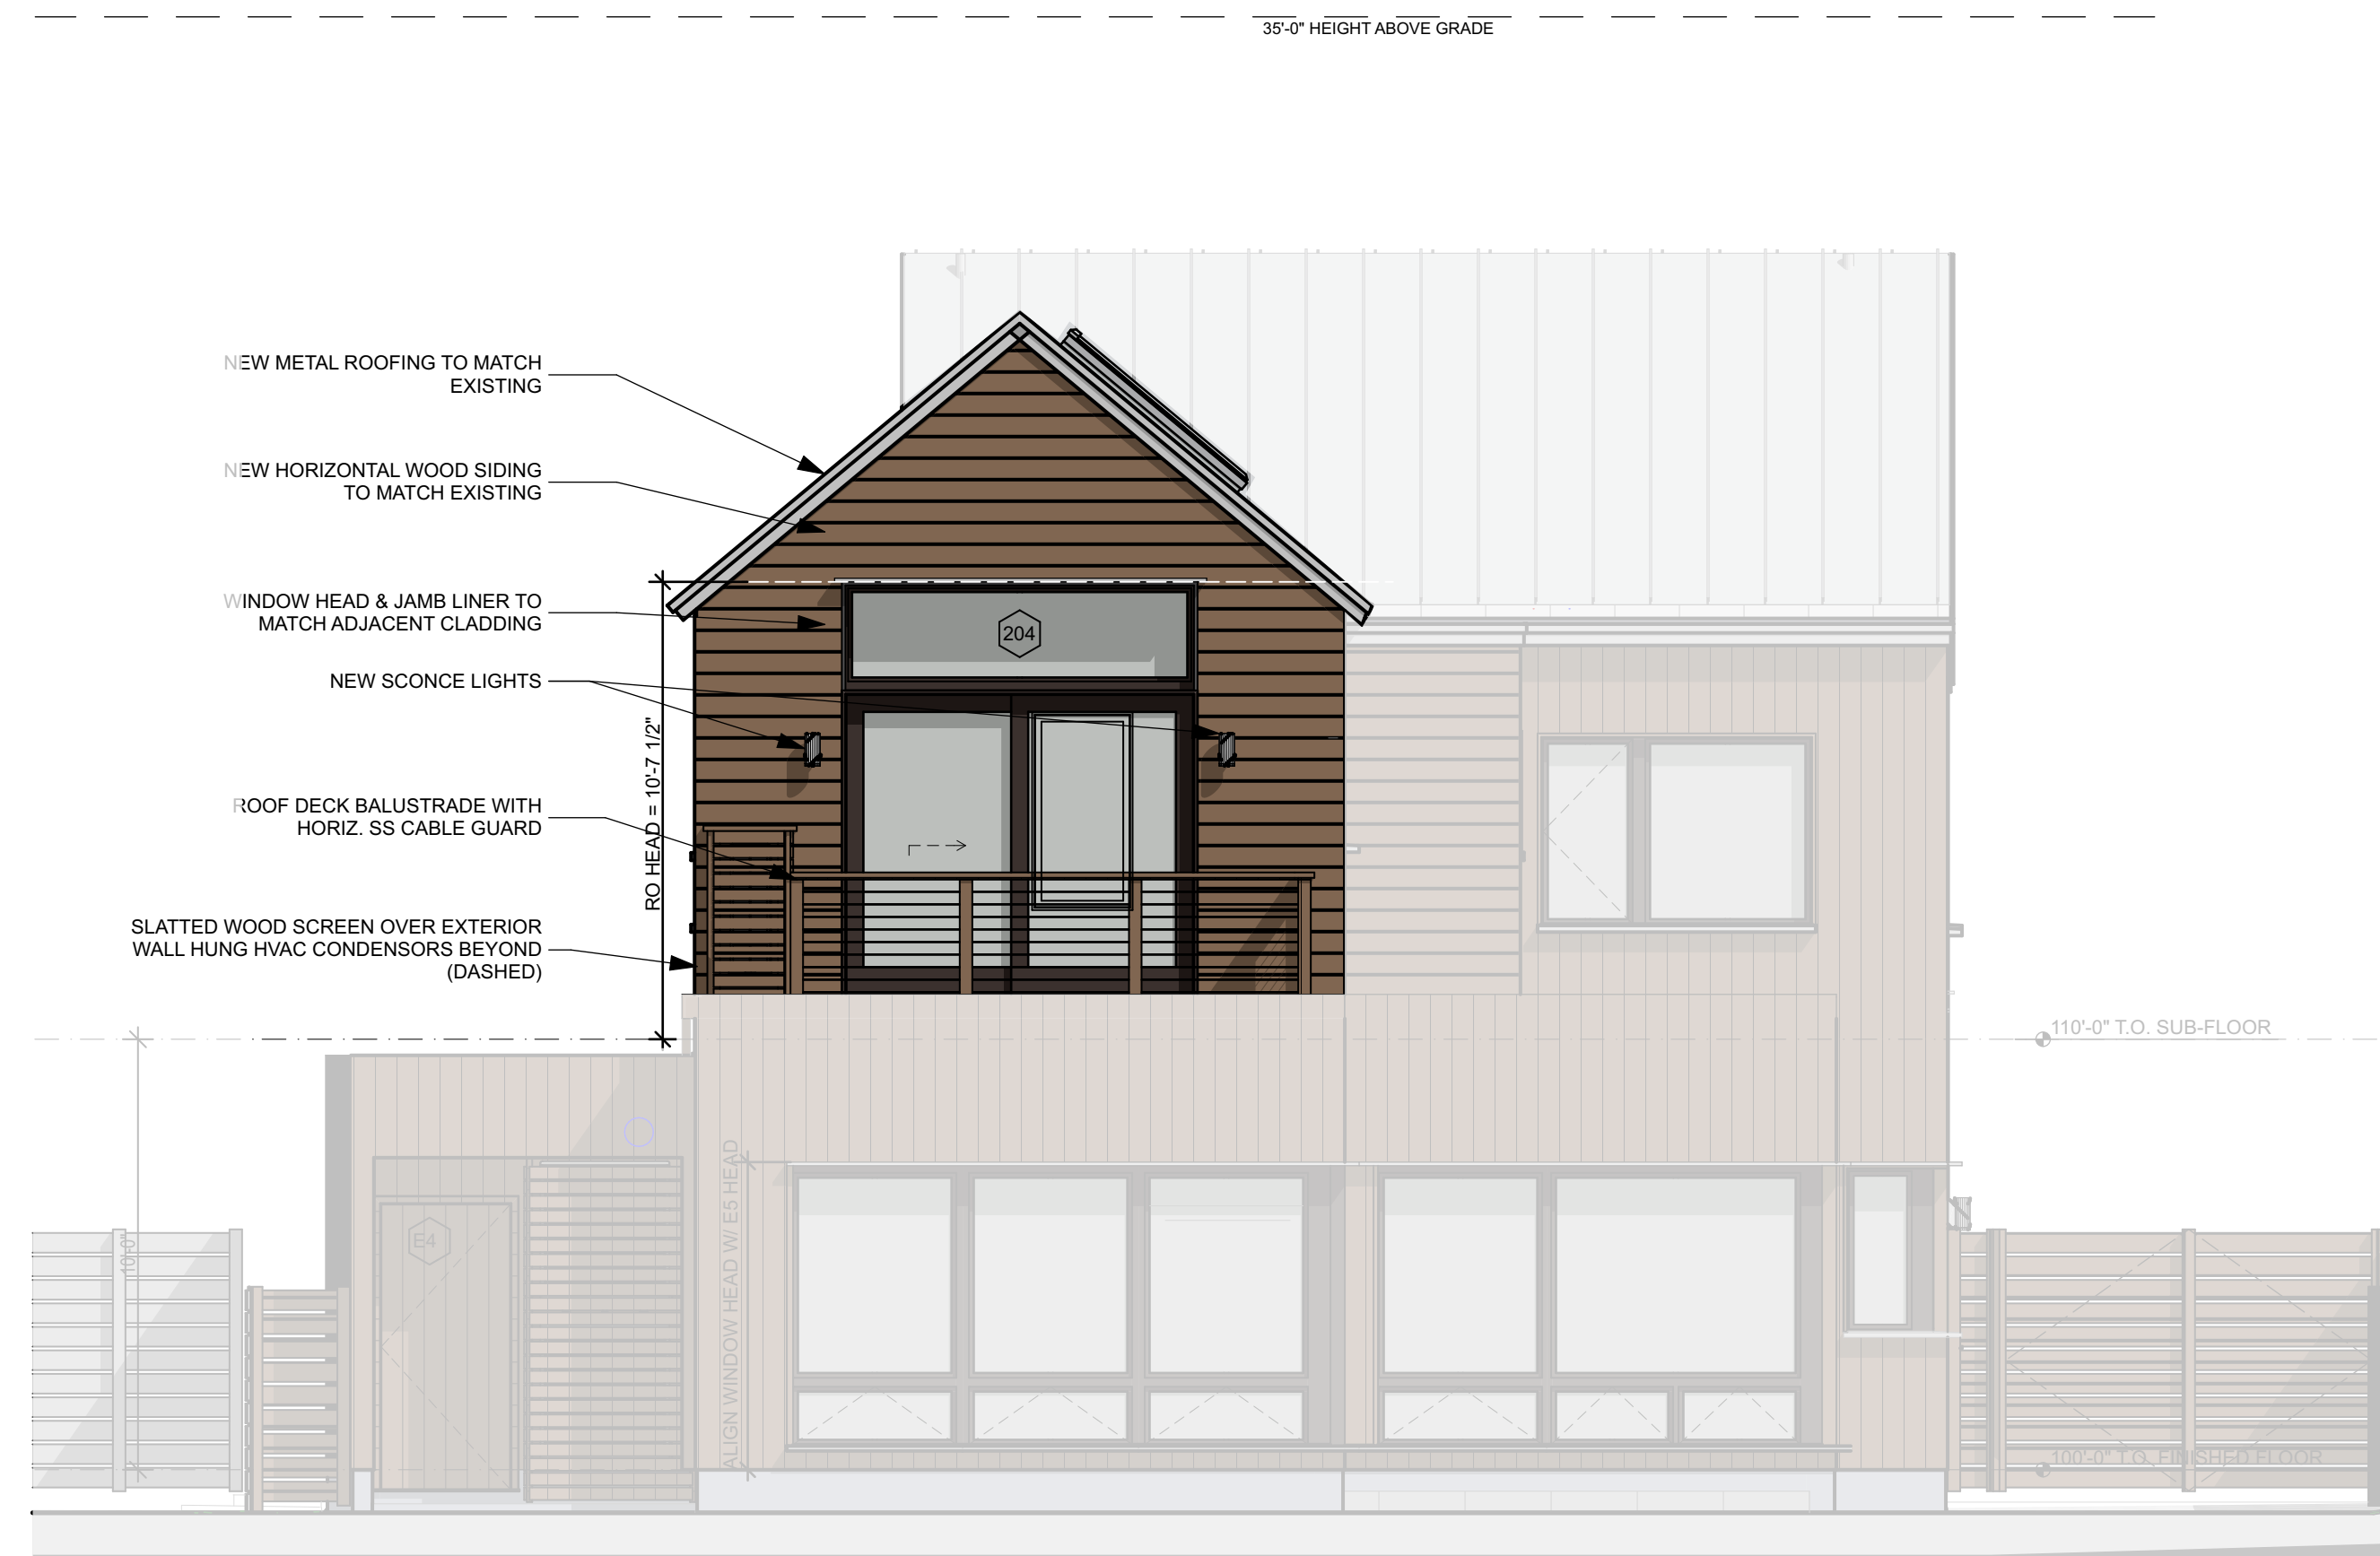 35'-0" HEIGHT ABOVE GRADE
NEW METAL ROOFING TO MATCH
EXISTING
NEW HORIZONTAL WOOD SIDING
TO MATCH EXISTING
WINDOW HEAD & JAMB LINER TO
MATCH ADJACENT CLADDING
204
NEW SCONCE LIGHTS
RO HEAD = 10'-7 1/2"
ROOF DECK BALUSTRADE WITH
HORIZ. SS CABLE GUARD
SLATTED WOOD SCREEN OVER EXTERIOR
WALL HUNG HVAC CONDENSORS BEYOND
(DASHED)
110'-0" T.O. SUB-FLOOR
10'-0"
E4
ALIGN WINDOW HEAD W/ E5 HEAD
100'-0" T.O. FINISHED FLOOR